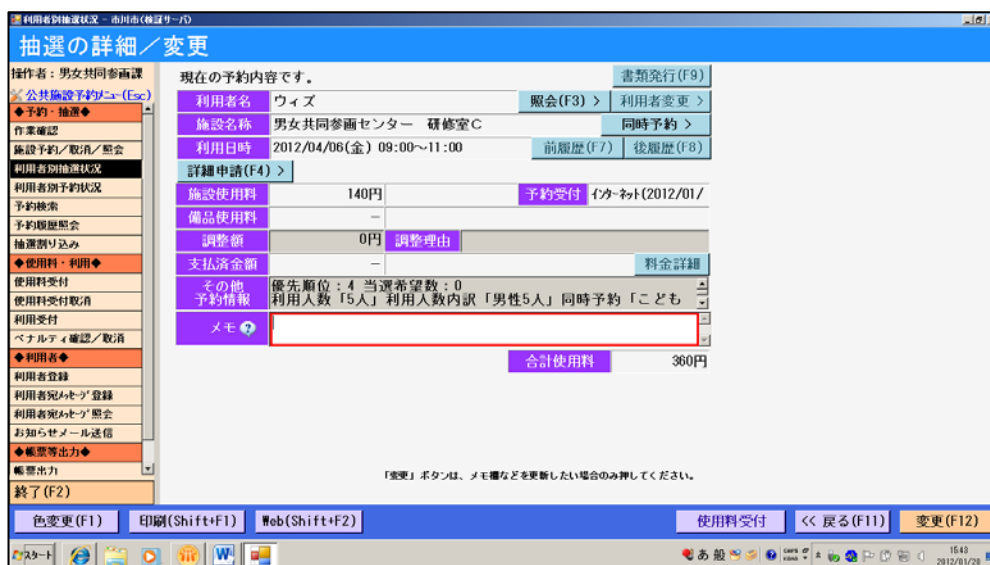 利用者別抽選状況 - 市川市(検証サーバ)
抽選の詳細／変更
操作者：男女共同参画課
公共施設予約ﾒﾆｭｰ(Esc)
◆予約・抽選◆
作業確認
施設予約／取消／照会
利用者別抽選状況
利用者別予約状況
予約検索
予約履歴照会
抽選割り込み
◆使用料・利用◆
使用料受付
使用料受付取消
利用受付
ペナルティ確認／取消
◆利用者◆
利用者登録
利用者宛ﾒｯｾｰｼﾞ登録
利用者宛ﾒｯｾｰｼﾞ照会
お知らせメール送信
◆帳票等出力◆
帳票出力
終了(F2)
現在の予約内容です。
書類発行(F9)
利用者名 ウィズ 照会(F3) > 利用者変更 >
施設名称 男女共同参画センター 研修室Ｃ 同時予約 >
利用日時 2012/04/06(金) 09:00～11:00 前履歴(F7) 後履歴(F8)
詳細申請(F4) >
施設使用料 140円 予約受付 ｲﾝﾀｰﾈｯﾄ(2012/01/
備品使用料 －
調整額 0円 調整理由
支払済金額 － 料金詳細
その他予約情報 優先順位：4 当選希望数：0
利用人数「5人」利用人数内訳「男性5人」同時予約「こども
メモ ?
合計使用料 360円
「変更」ボタンは、メモ欄などを更新したい場合のみ押してください。
色変更(F1) 印刷(Shift+F1) Web(Shift+F2) 使用料受付 << 戻る(F11) 変更(F12)
スタート あ 般 CAPS KANA 15:43
2012/01/20